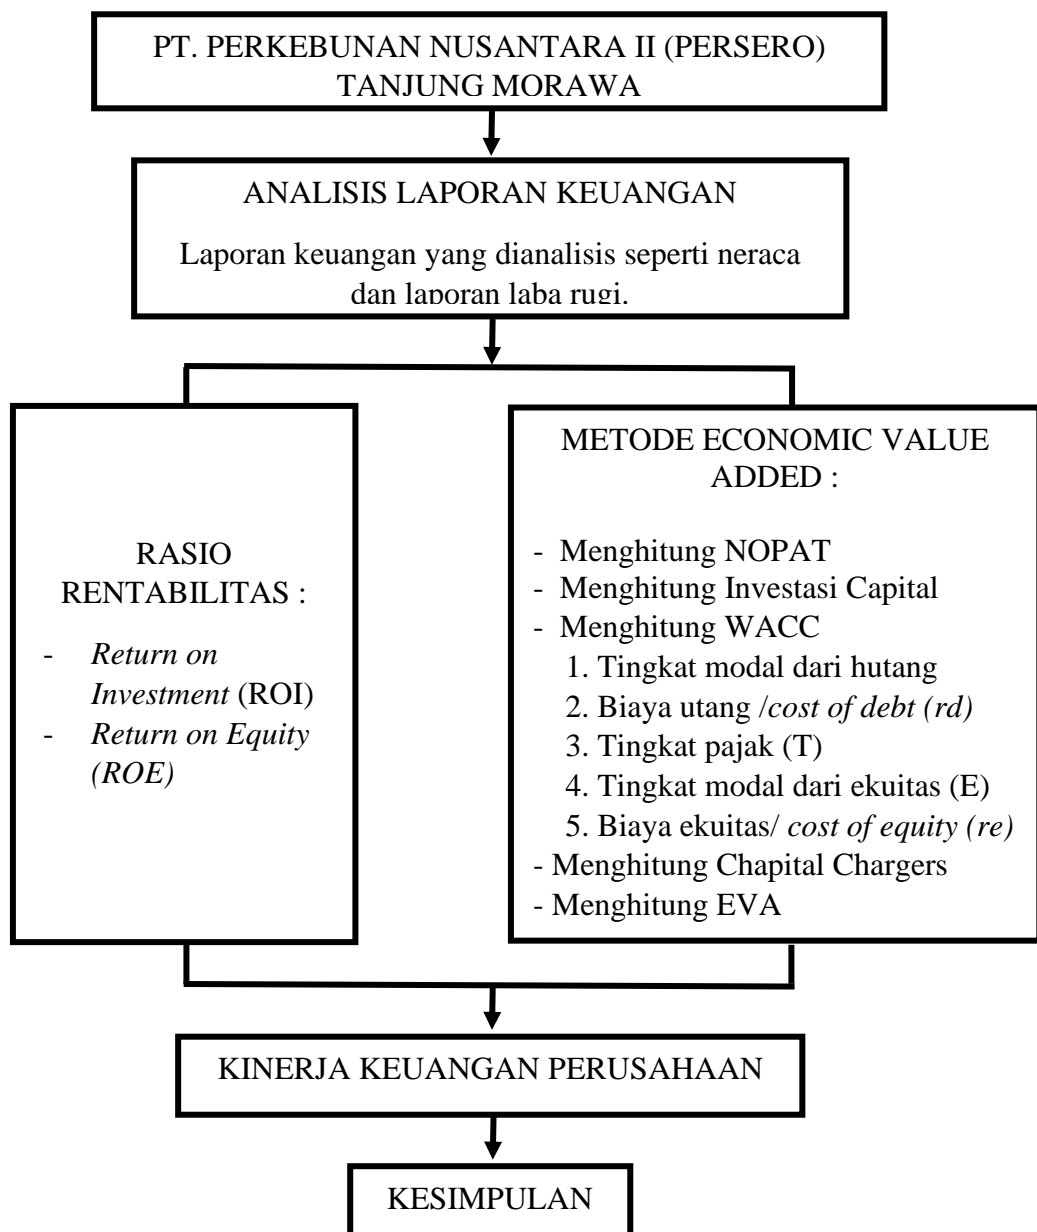 PT. PERKEBUNAN NUSANTARA II (PERSERO)
TANJUNG MORAWA
ANALISIS LAPORAN KEUANGAN
Laporan keuangan yang dianalisis seperti neraca
dan laporan laba rugi.
RASIO
RENTABILITAS :
- Return on
Investment (ROI)
- Return on Equity
(ROE)
METODE ECONOMIC VALUE
ADDED :
- Menghitung NOPAT
- Menghitung Investasi Capital
- Menghitung WACC
1. Tingkat modal dari hutang
2. Biaya utang /cost of debt (rd)
3. Tingkat pajak (T)
4. Tingkat modal dari ekuitas (E)
5. Biaya ekuitas/ cost of equity (re)
- Menghitung Chapital Chargers
- Menghitung EVA
KINERJA KEUANGAN PERUSAHAAN
KESIMPULAN